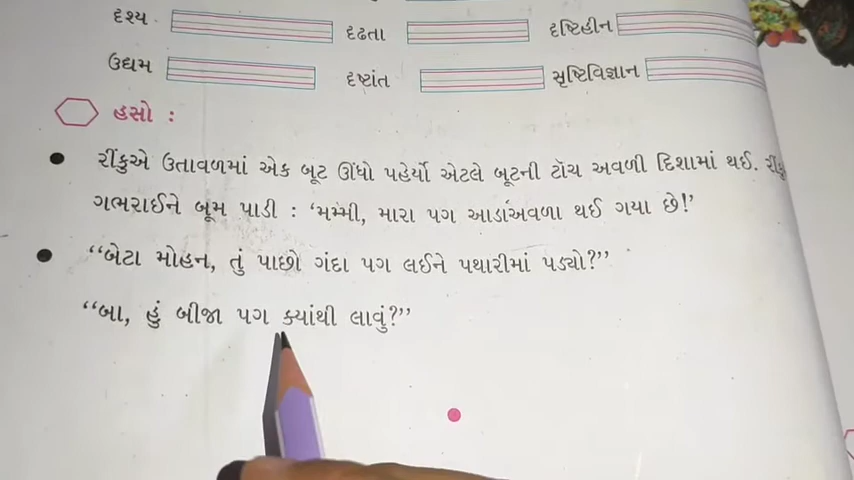 દૃશ્ય દૃઢતા દૃષ્ટિહીન
ઉદ્યમ દૃષ્ટાંત સૃષ્ટિવિજ્ઞાન
હસો :
રીંકુએ ઉતાવળમાં એક બૂટ ઊંધો પહેર્યો એટલે બૂટની ટૉચ અવળી દિશામાં થઈ. રીંકુ
ગભરાઈને બૂમ પાડી : ‘મમ્મી, મારા પગ આડાઅવળા થઈ ગયા છે!’
“બેટા મોહન, તું પાછો ગંદા પગ લઈને પથારીમાં પડ્યો?”
“બા, હું બીજા પગ ક્યાંથી લાવું?”